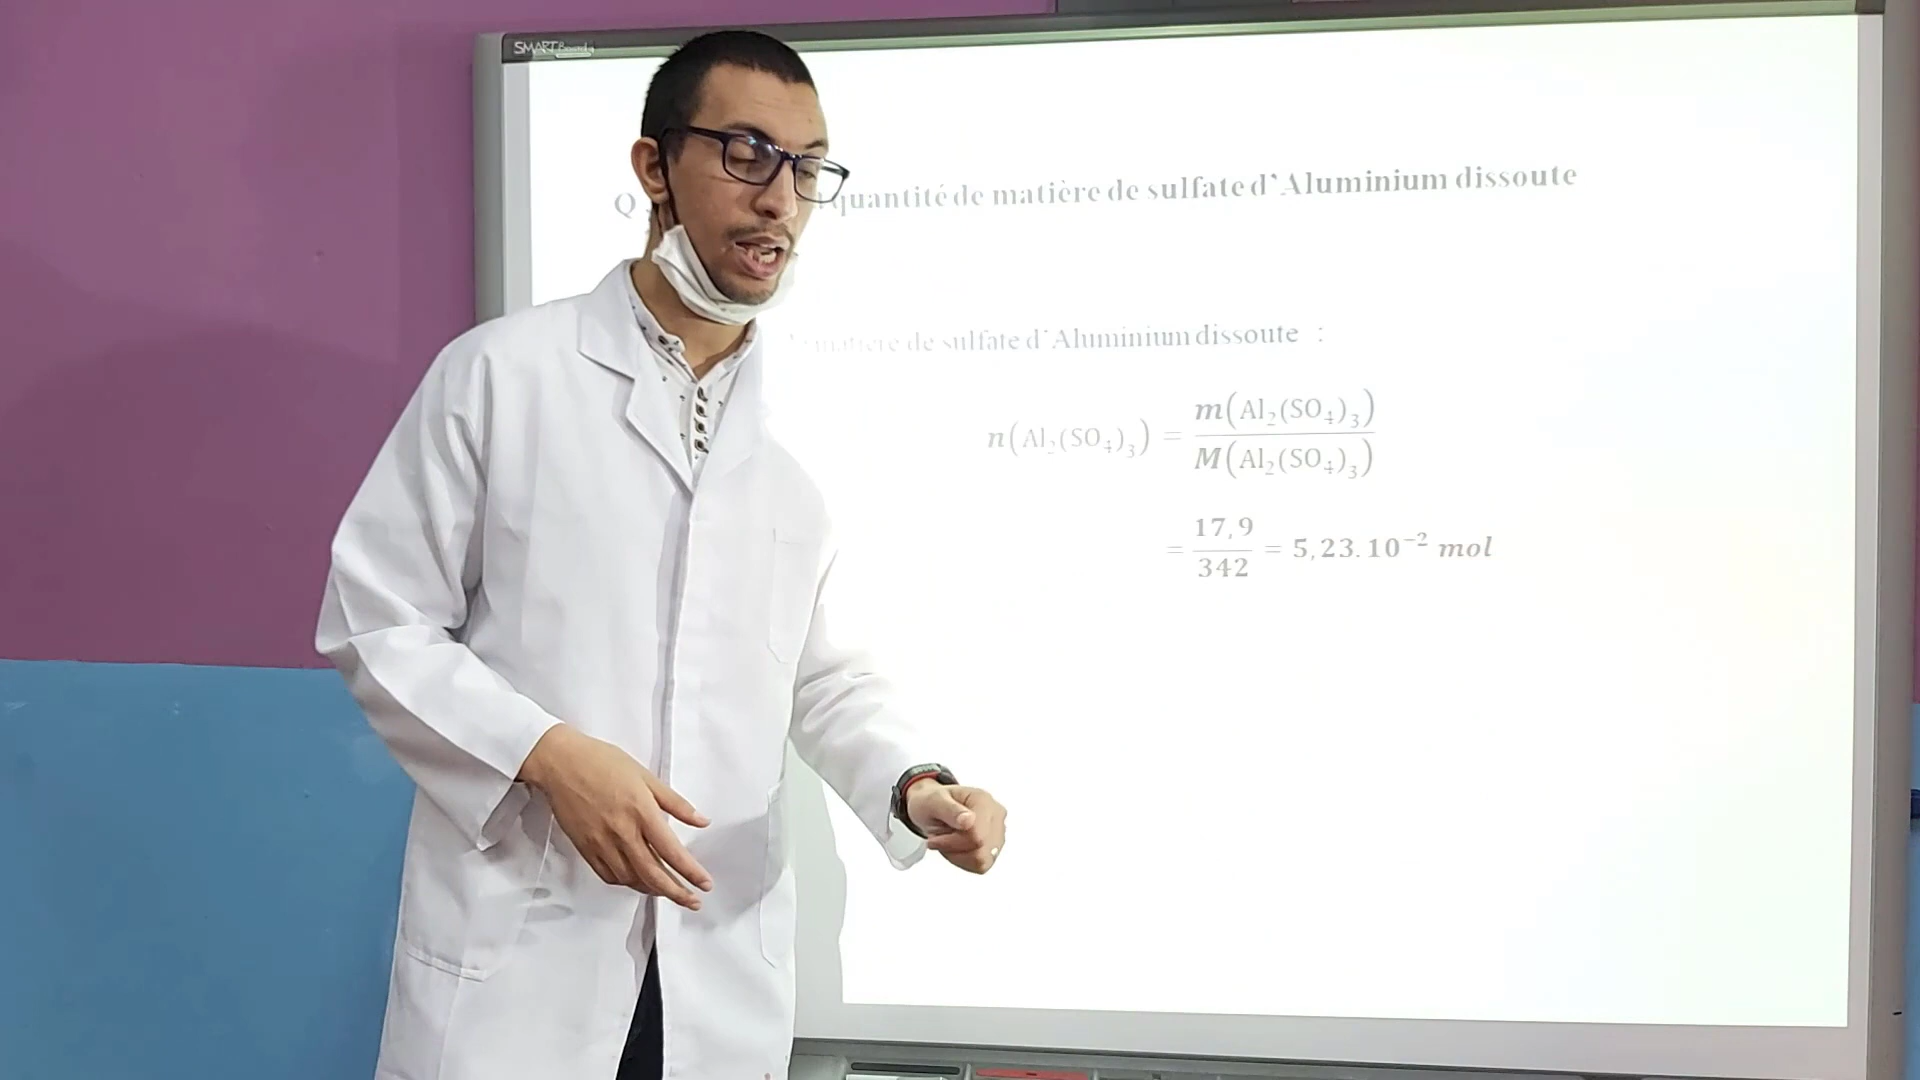 SMART Board
Q
quantité de matière de sulfate d'Aluminium dissoute
matière de sulfate d'Aluminium dissoute :
n(Al₂(SO₄)₃) = m(Al₂(SO₄)₃) / M(Al₂(SO₄)₃)
= 17,9 / 342 = 5,23.10⁻² mol